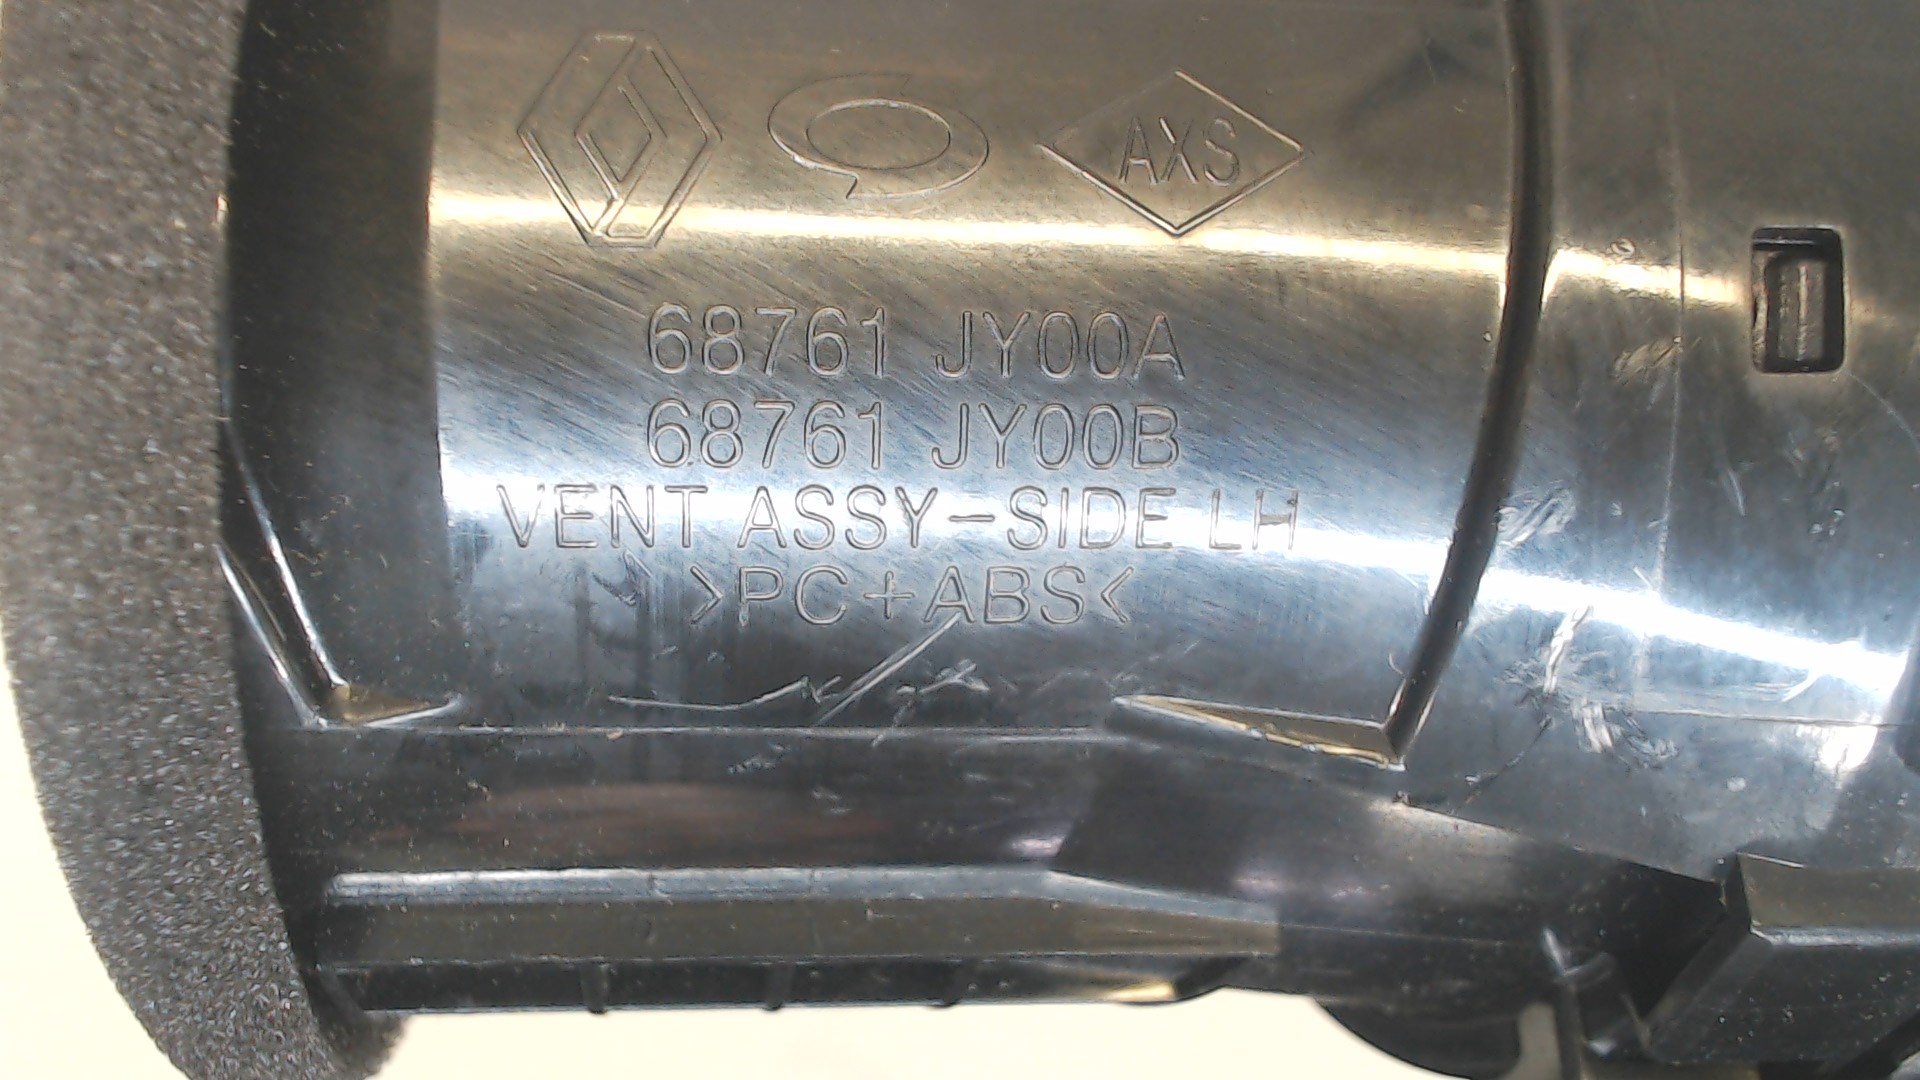 AXS
68761 JY00A
68761 JY00B
VENT ASSY-SIDE LH
>PC+ABS<